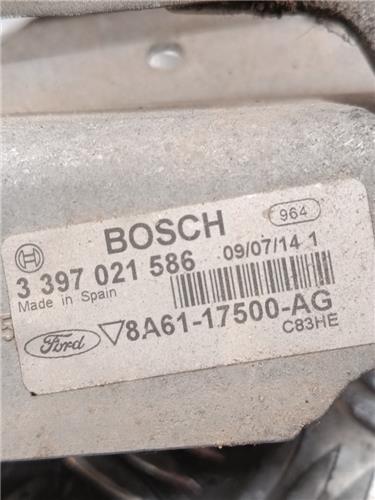 964
BOSCH
3 397 021 586
09/07/14 1
Made in Spain
Ford
8A61-17500-AG
C83HE